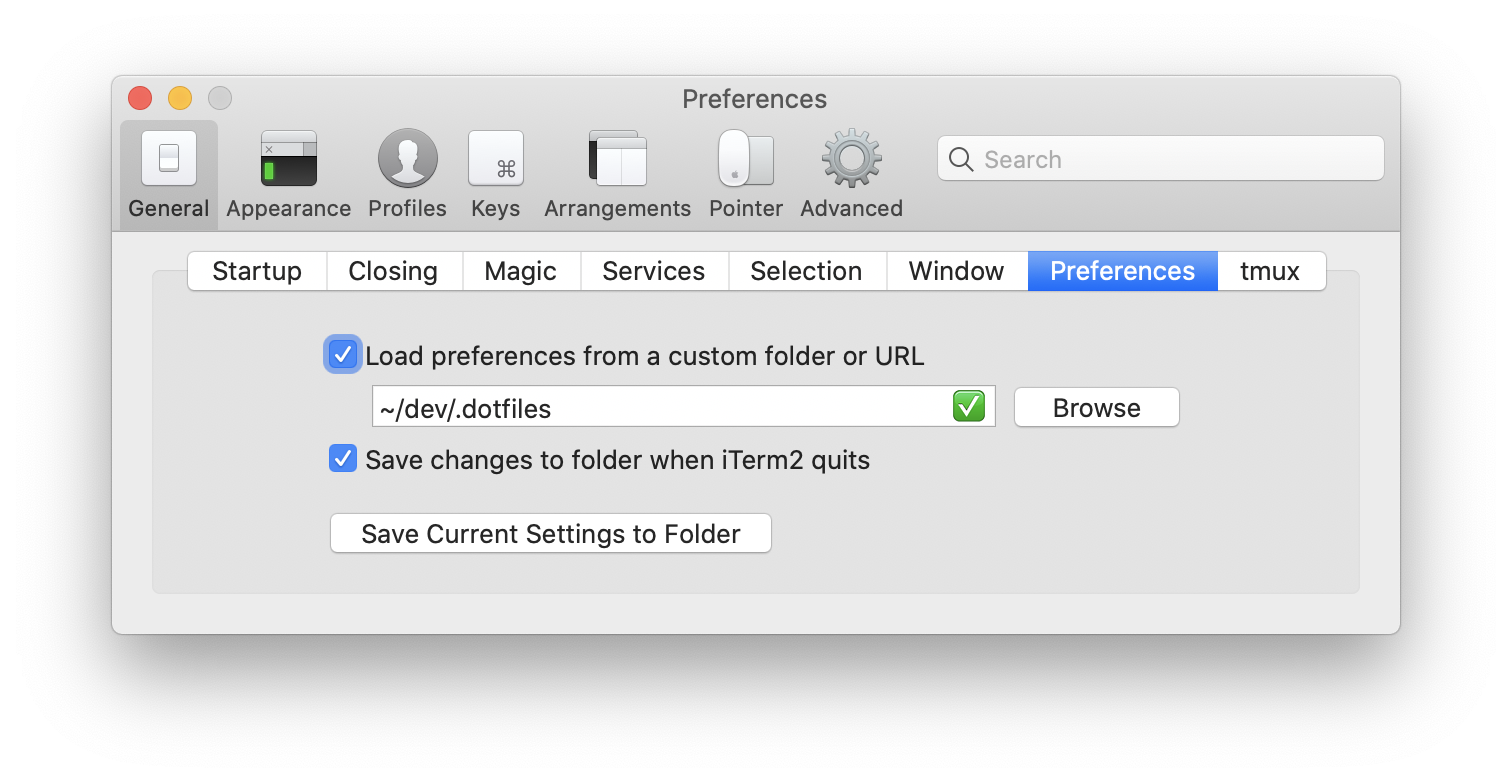 Preferences
General Appearance Profiles Keys Arrangements Pointer Advanced Search
Startup Closing Magic Services Selection Window Preferences tmux
Load preferences from a custom folder or URL
~/dev/.dotfiles Browse
Save changes to folder when iTerm2 quits
Save Current Settings to Folder